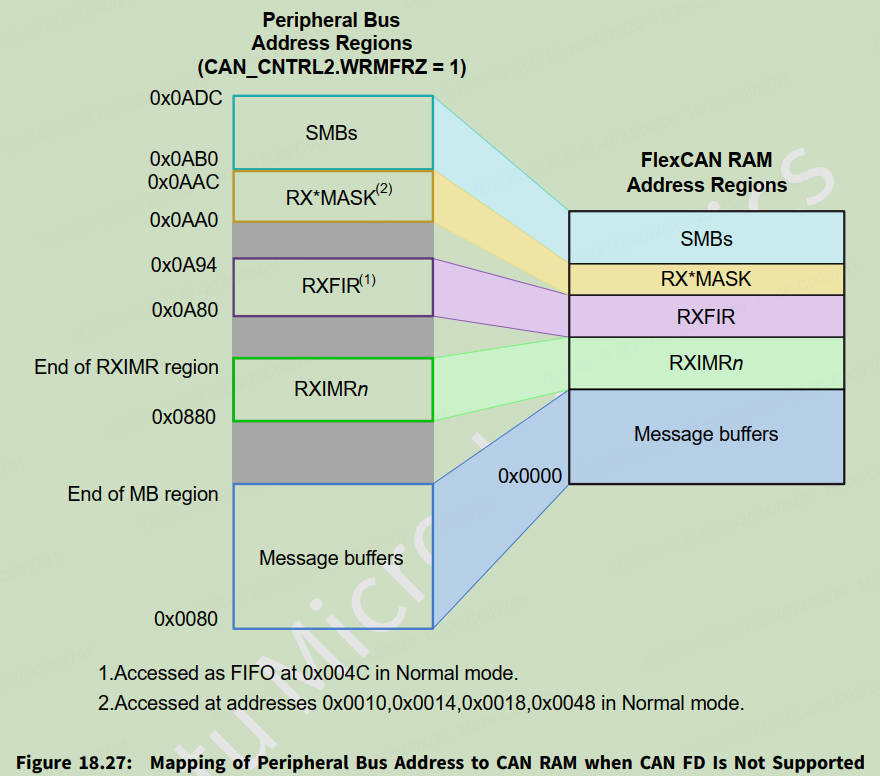 Peripheral Bus
Address Regions
(CAN_CNTRL2.WRMFRZ = 1)
0x0ADC
SMBs
0x0AB0
0x0AAC
RX*MASK(2)
0x0AA0
0x0A94
RXFIR(1)
0x0A80
End of RXIMR region
RXIMRn
0x0880
End of MB region
Message buffers
0x0080
FlexCAN RAM
Address Regions
SMBs
RX*MASK
RXFIR
RXIMRn
Message buffers
0x0000
1.Accessed as FIFO at 0x004C in Normal mode.
2.Accessed at addresses 0x0010,0x0014,0x0018,0x0048 in Normal mode.
Figure 18.27: Mapping of Peripheral Bus Address to CAN RAM when CAN FD Is Not Supported